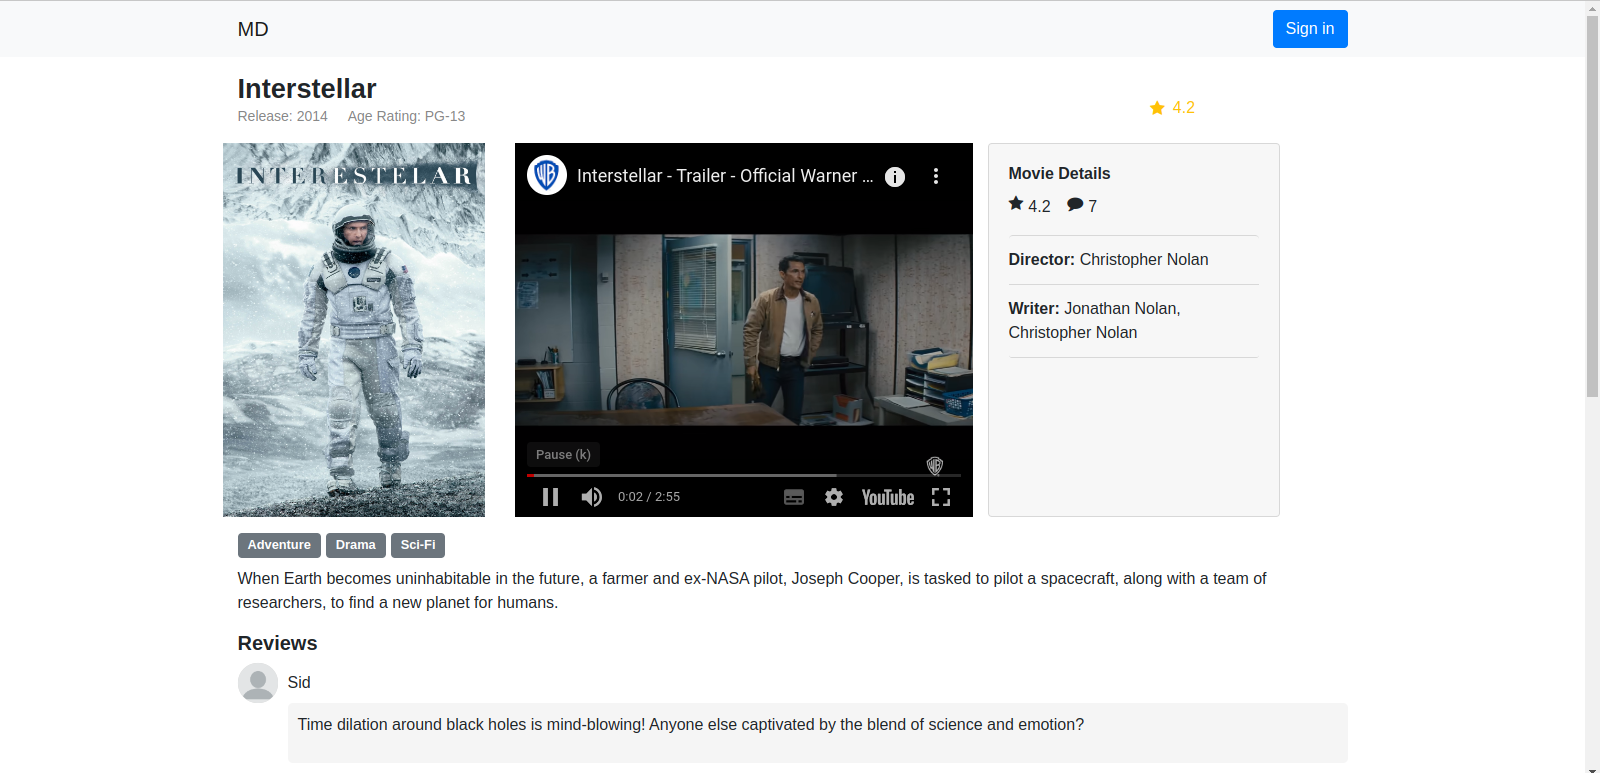 MD
Sign in
Interstellar
Release: 2014 Age Rating: PG-13
4.2
INTERESTELAR
WB
Interstellar - Trailer - Official Warner ...
Pause (k)
0:02 / 2:55
YouTube
Movie Details
4.2 7
Director: Christopher Nolan
Writer: Jonathan Nolan,
Christopher Nolan
Adventure Drama Sci-Fi
When Earth becomes uninhabitable in the future, a farmer and ex-NASA pilot, Joseph Cooper, is tasked to pilot a spacecraft, along with a team of
researchers, to find a new planet for humans.
Reviews
Sid
Time dilation around black holes is mind-blowing! Anyone else captivated by the blend of science and emotion?